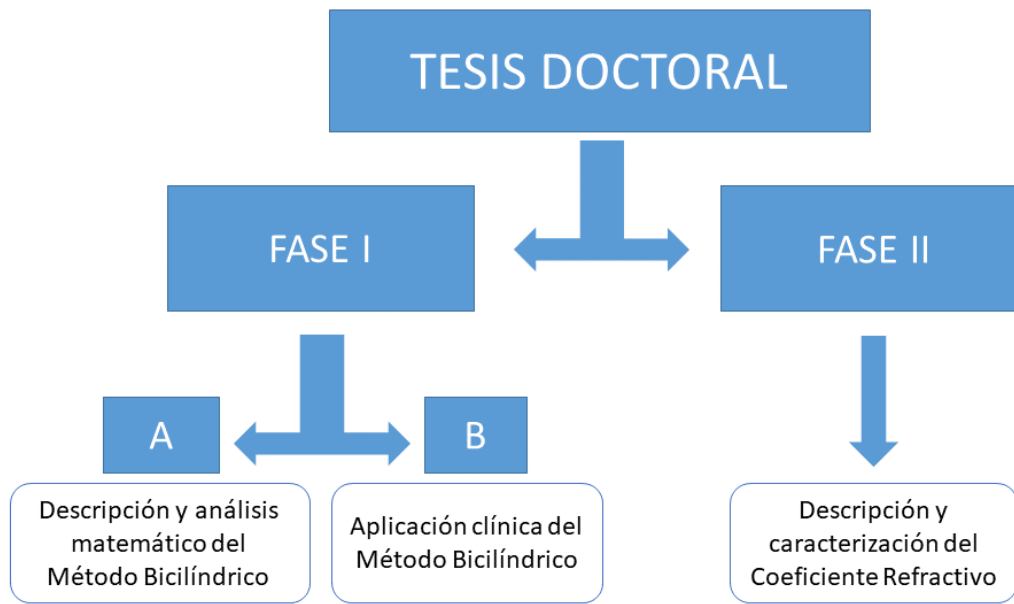 TESIS DOCTORAL
FASE I
FASE II
A
B
Descripción y análisis
matemático del
Método Bicilíndrico
Aplicación clínica del
Método Bicilíndrico
Descripción y
caracterización del
Coeficiente Refractivo